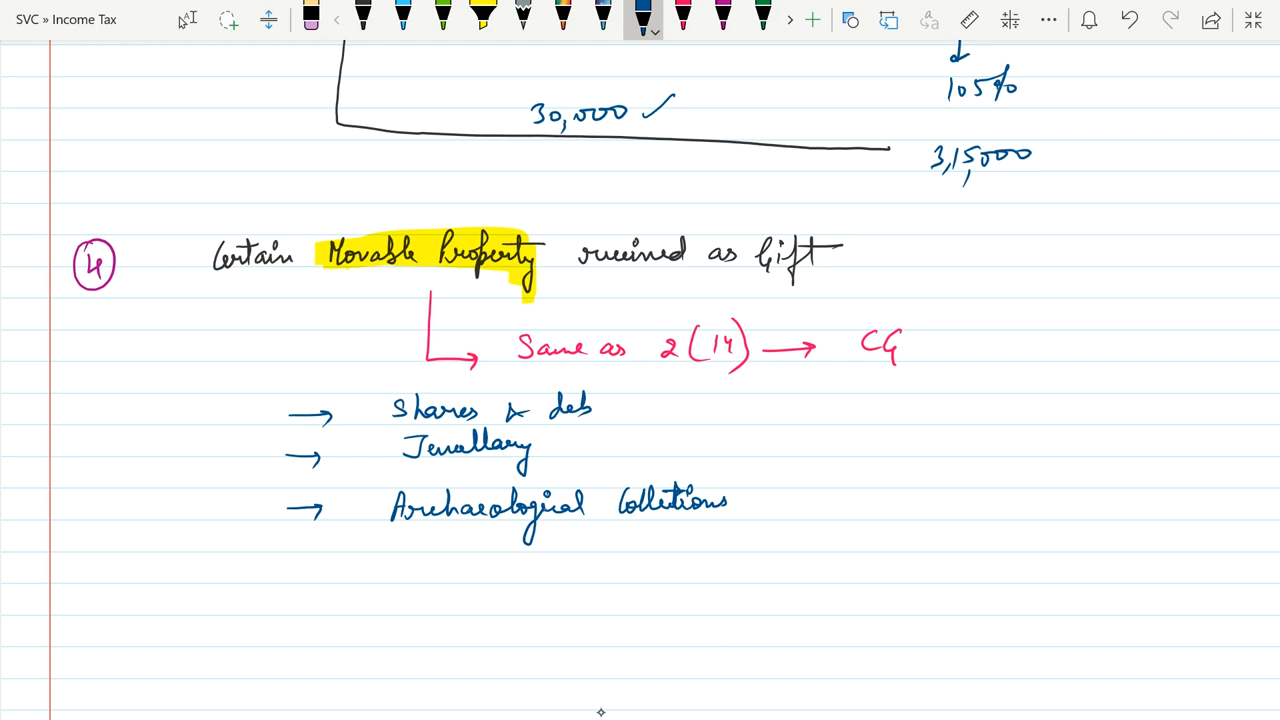 SVC » Income Tax
105%
30,000 ✓
3,15,000
4 Certain Movable Property received as Gift
Same as 2(14) → CG
→ Shares & deb
→ Jewellary
→ Archaeological Collections